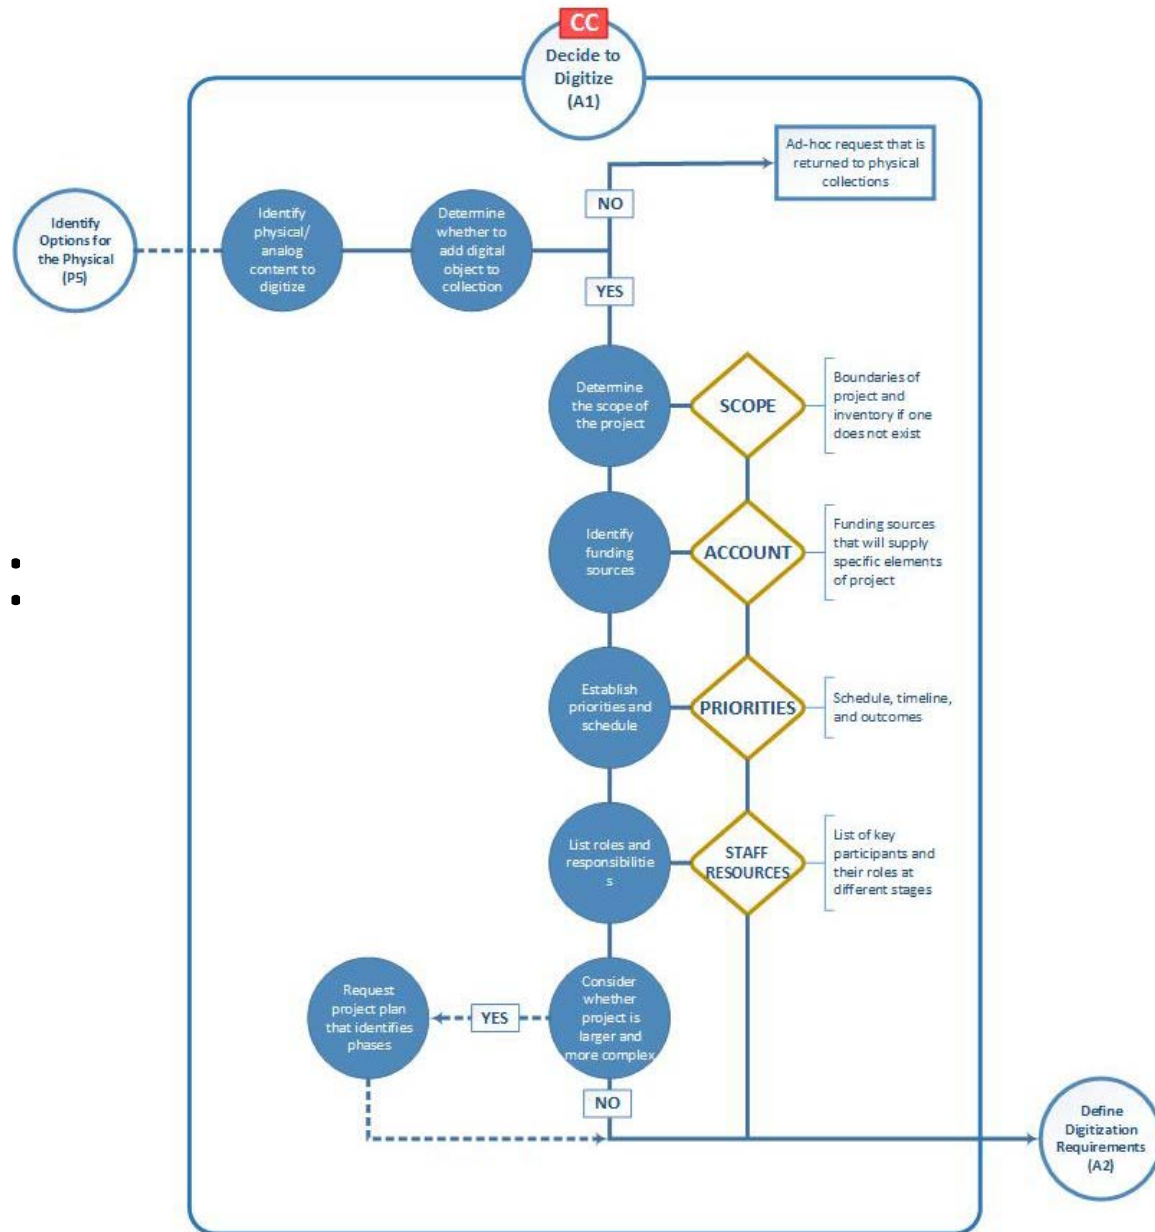 CC
Decide to
Digitize
(A1)
Ad-hoc request that is
returned to physical
collections
NO
Identify
Options for
the Physical
(P5)
Identify
physical/
analog
content to
digitize
Determine
whether to
add digital
object to
collection
YES
Determine
the scope of
the project
SCOPE
Boundaries of
project and
inventory if one
does not exist
Identify
funding
sources
ACCOUNT
Funding sources
that will supply
specific elements
of project
:
:
Establish
priorities and
schedule
PRIORITIES
Schedule, timeline,
and outcomes
List roles and
responsibilitie
s
STAFF
RESOURCES
List of key
participants and
their roles at
different stages
Request
project plan
that identifies
phases
YES
Consider
whether
project is
larger and
more complex
NO
Define
Digitization
Requirements
(A2)